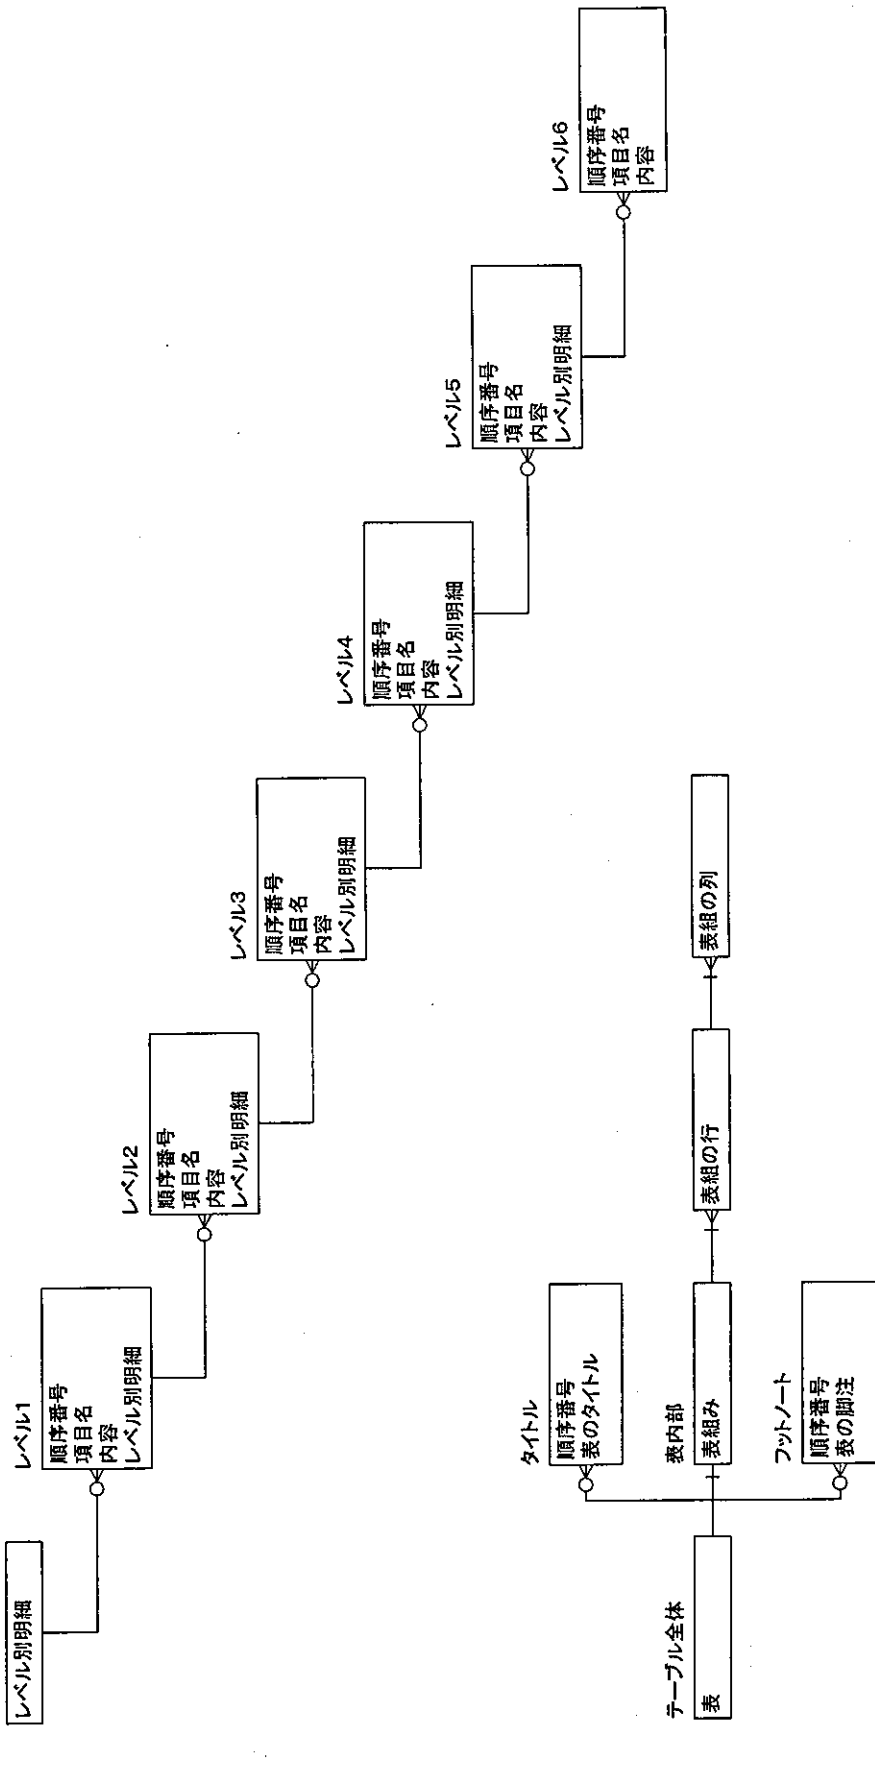 レベル別明細
レベル1
順序番号
項目名
内容
レベル別明細
レベル2
順序番号
項目名
内容
レベル別明細
レベル3
順序番号
項目名
内容
レベル別明細
レベル4
順序番号
項目名
内容
レベル別明細
レベル5
順序番号
項目名
内容
レベル別明細
レベル6
順序番号
項目名
内容
テーブル全体
表
タイトル
順序番号
表のタイトル
表内部
表組み
表組の行
表組の列
フットノート
順序番号
表の脚注